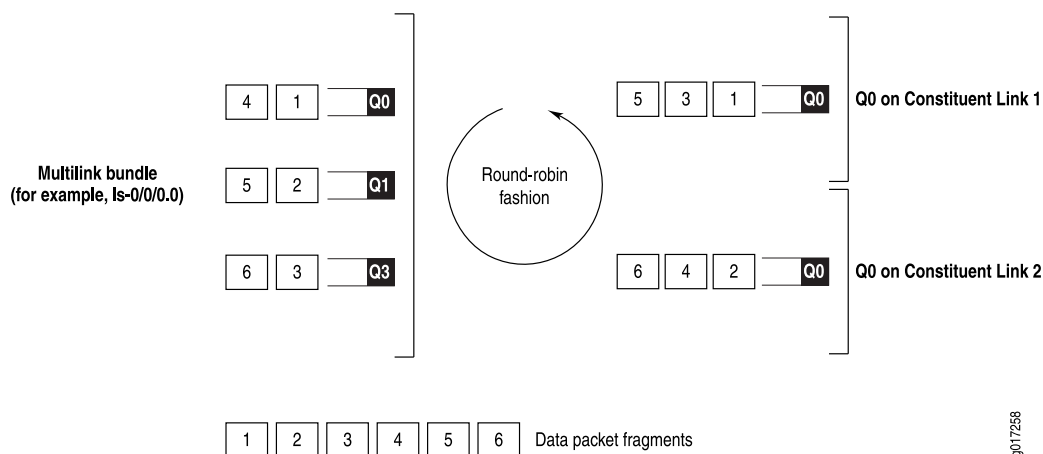 4 1 Q0
5 3 1 Q0 Q0 on Constituent Link 1
Multilink bundle
(for example, ls-0/0/0.0)
5 2 Q1
Round-robin
fashion
6 3 Q3
6 4 2 Q0 Q0 on Constituent Link 2
1 2 3 4 5 6 Data packet fragments
g017258